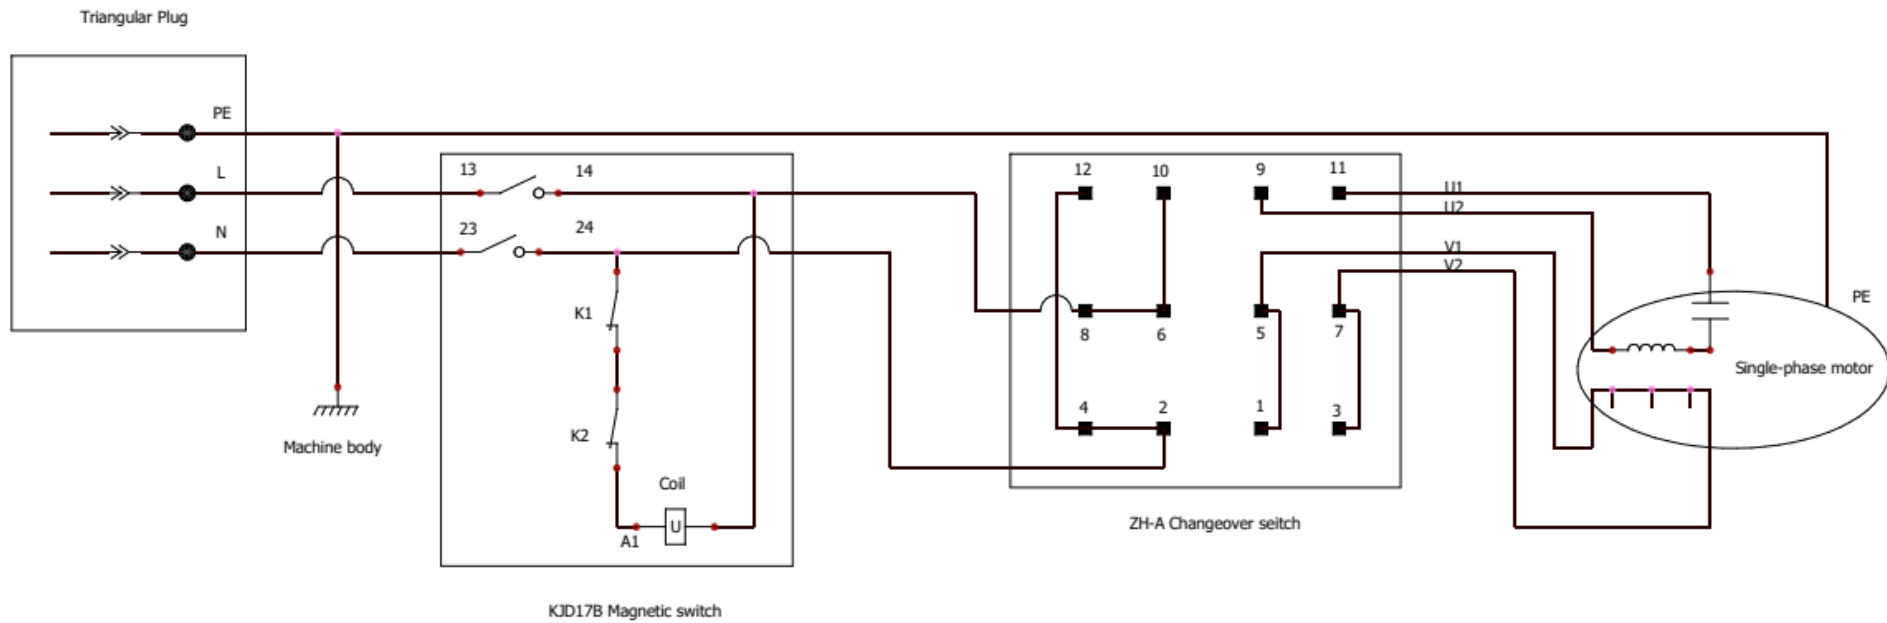 Triangular Plug
PE
L
N
Machine body
13
14
23
24
K1
K2
Coil
U
A1
KJD17B Magnetic switch
12
10
9
11
8
6
5
7
4
2
1
3
ZH-A Changeover seitch
U1
U2
V1
V2
PE
Single-phase motor